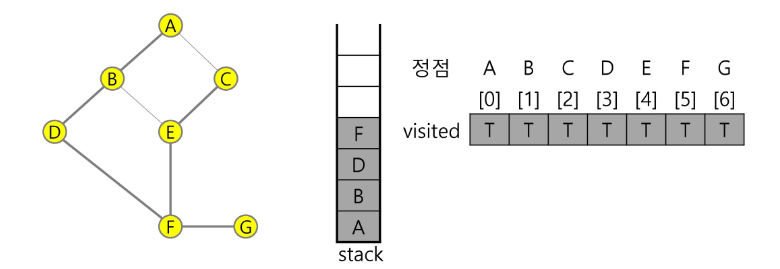 A
B
C
D
E
F
G
F
D
B
A
stack
정점 A B C D E F G
[0] [1] [2] [3] [4] [5] [6]
visited T T T T T T T